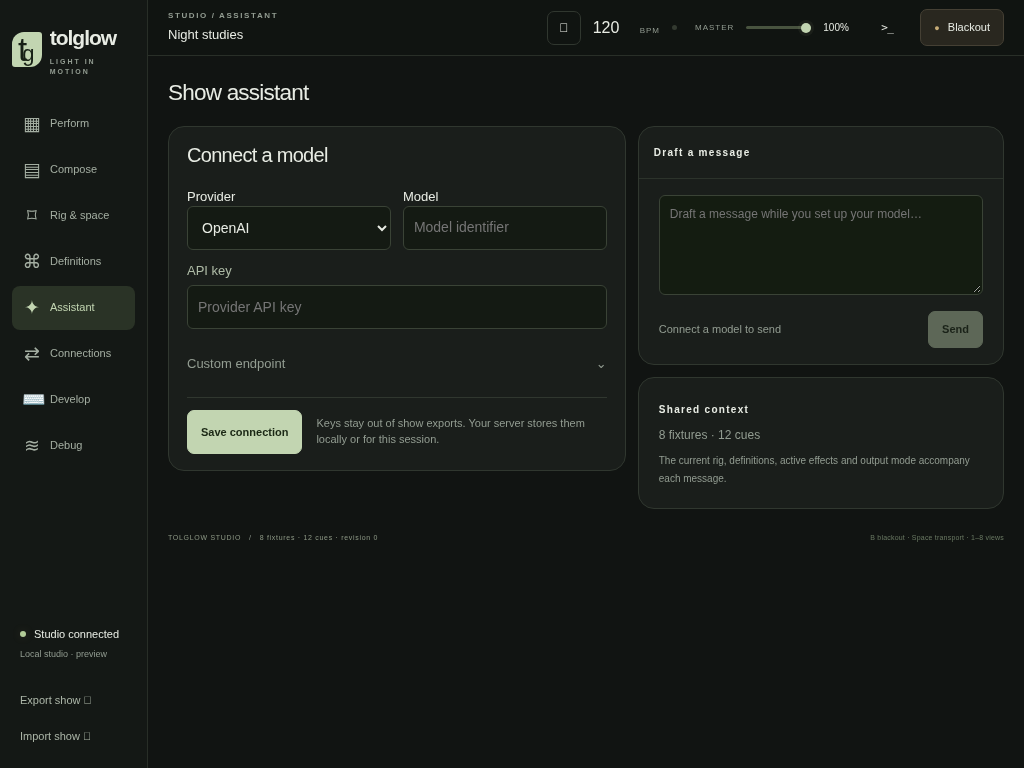 tg tolglow
LIGHT IN
MOTION
Perform
Compose
Rig & space
Definitions
Assistant
Connections
Develop
Debug
Studio connected
Local studio · preview
Export show
Import show
STUDIO / ASSISTANT
Night studies
120 BPM
MASTER 100%
>_
Blackout
Show assistant
Connect a model
Provider
Model
OpenAI
Model identifier
API key
Provider API key
Custom endpoint
Save connection
Keys stay out of show exports. Your server stores them
locally or for this session.
Draft a message
Draft a message while you set up your model…
Connect a model to send
Send
Shared context
8 fixtures · 12 cues
The current rig, definitions, active effects and output mode accompany
each message.
TOLGLOW STUDIO / 8 fixtures · 12 cues · revision 0
B blackout · Space transport · 1–8 views